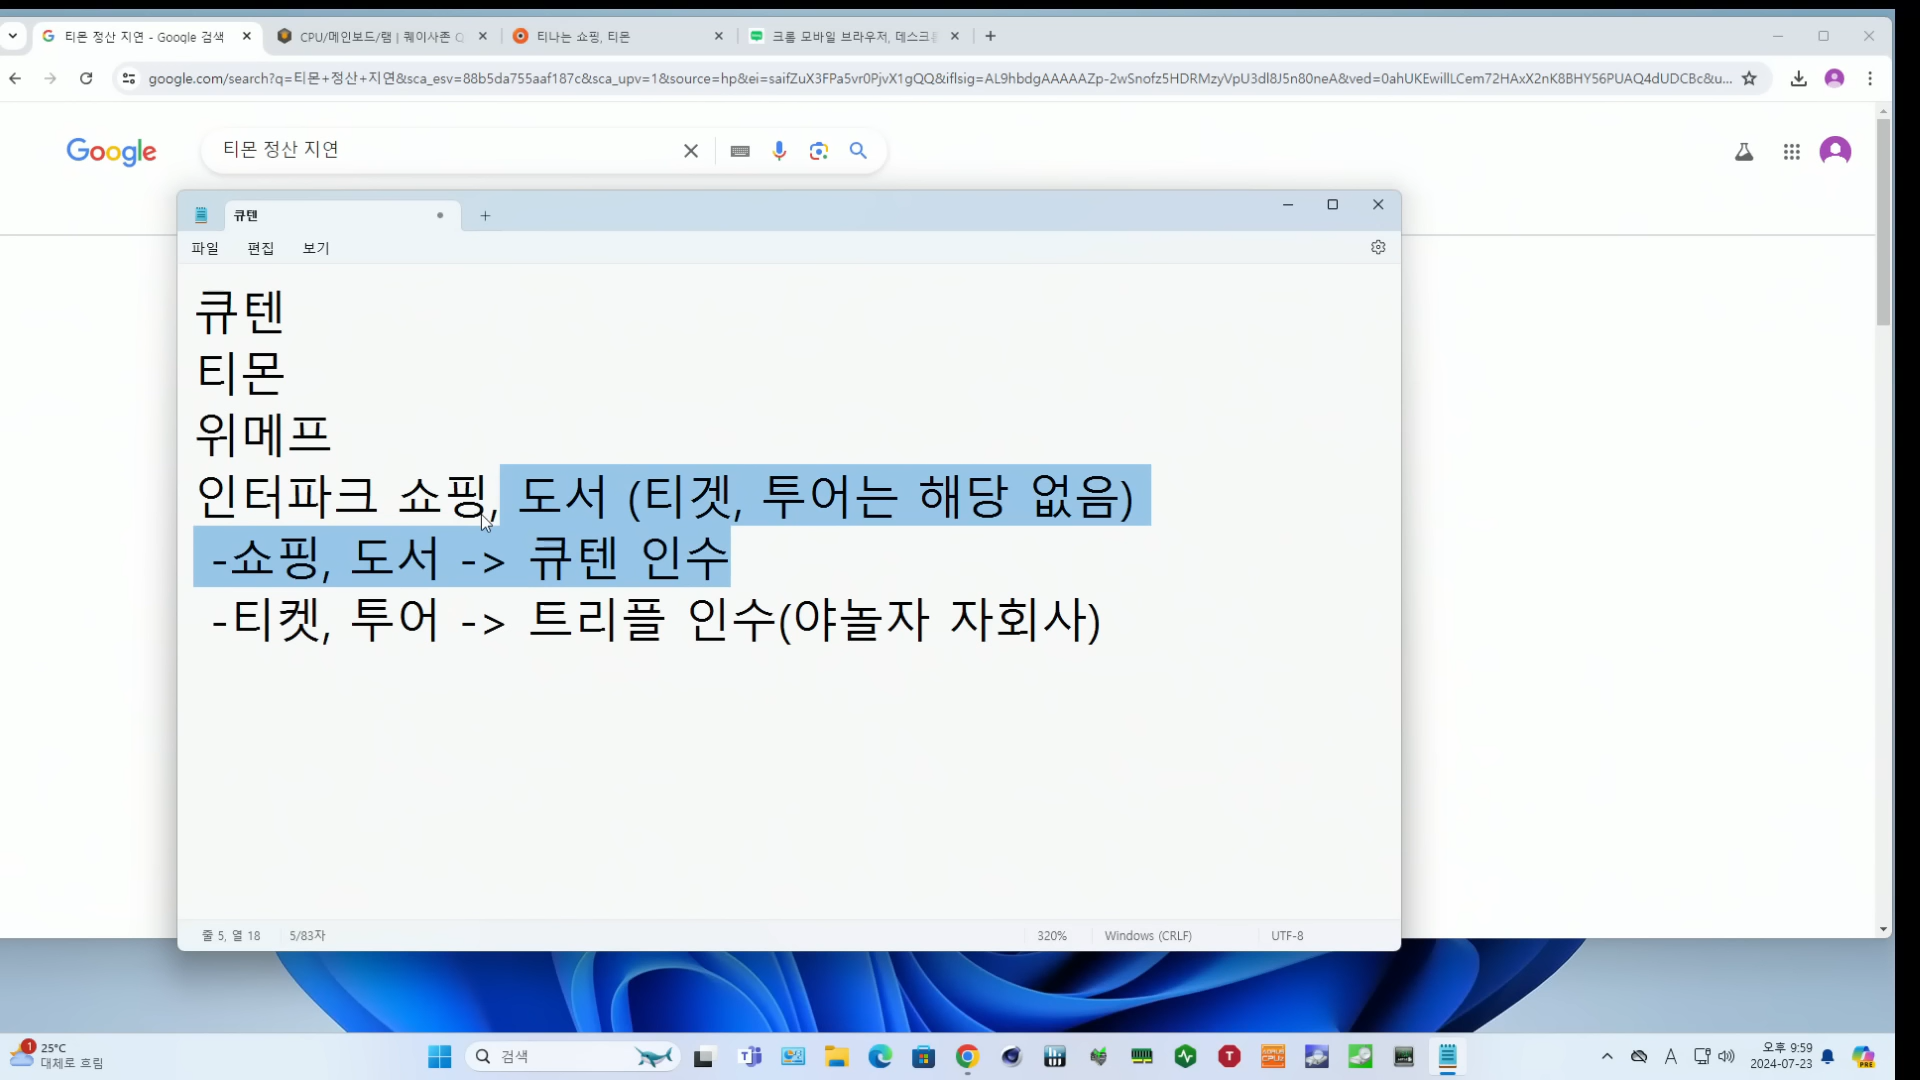 티몬 정산 지연 - Google 검색
CPU/메인보드/램 | 퀘이사존 Q
티나는 쇼핑, 티몬
크롬 모바일 브라우저, 데스크톱
google.com/search?q=티몬+정산+지연&sca_esv=88b5da755aaf187c&sca_upv=1&source=hp&ei=saifZuX3FPa5vr0PjvX1gQQ&iflsig=AL9hbdgAAAAAZp-2wSnofz5HDRMzyVpU3dl8J5n80neA&ved=0ahUKEwillLCem72HAxX2nK8BHY56PUAQ4dUDCBc&u...
Google
티몬 정산 지연
큐텐
파일 편집 보기
큐텐
티몬
위메프
인터파크 쇼핑, 도서 (티겟, 투어는 해당 없음)
-쇼핑, 도서 -> 큐텐 인수
-티켓, 투어 -> 트리플 인수(야놀자 자회사)
줄 5, 열 18 5/83자 320% Windows (CRLF) UTF-8
1
25°C
대체로 흐림
검색
A
오후 9:59
2024-07-23